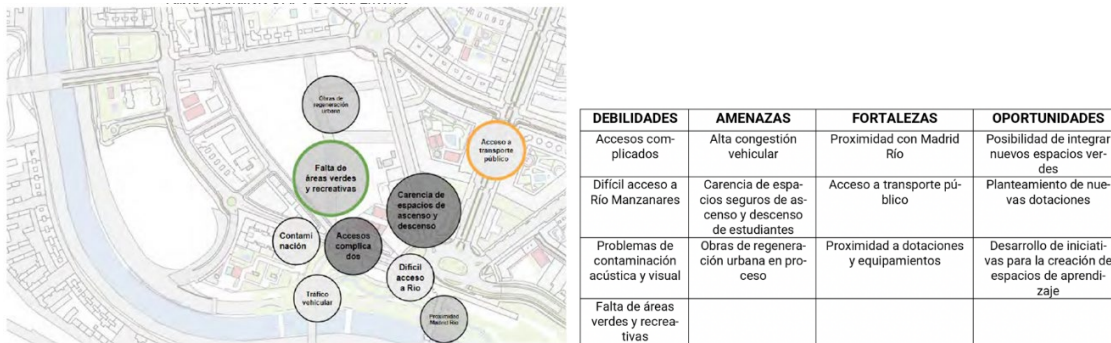 Obras de
regeneración
urbana
Acceso a
transporte
público
Falta de
áreas verdes
y recreativas
Carencia de
espacios de
ascenso y
descenso
Contami
nación
Accesos
complica
dos
Difícil
acceso
a Río
Tráfico
vehicular
Proximidad
Madrid Río
DEBILIDADES AMENAZAS FORTALEZAS OPORTUNIDADES
Accesos com-
plicados
Alta congestión
vehicular
Proximidad con Madrid
Río
Posibilidad de integrar
nuevos espacios ver-
des
Difícil acceso a
Río Manzanares
Carencia de espa-
cios seguros de as-
censo y descenso
de estudiantes
Acceso a transporte pú-
blico
Planteamiento de nue-
vas dotaciones
Problemas de
contaminación
acústica y visual
Obras de regenera-
ción urbana en pro-
ceso
Proximidad a dotaciones
y equipamientos
Desarrollo de iniciati-
vas para la creación de
espacios de aprendi-
zaje
Falta de áreas
verdes y recrea-
tivas